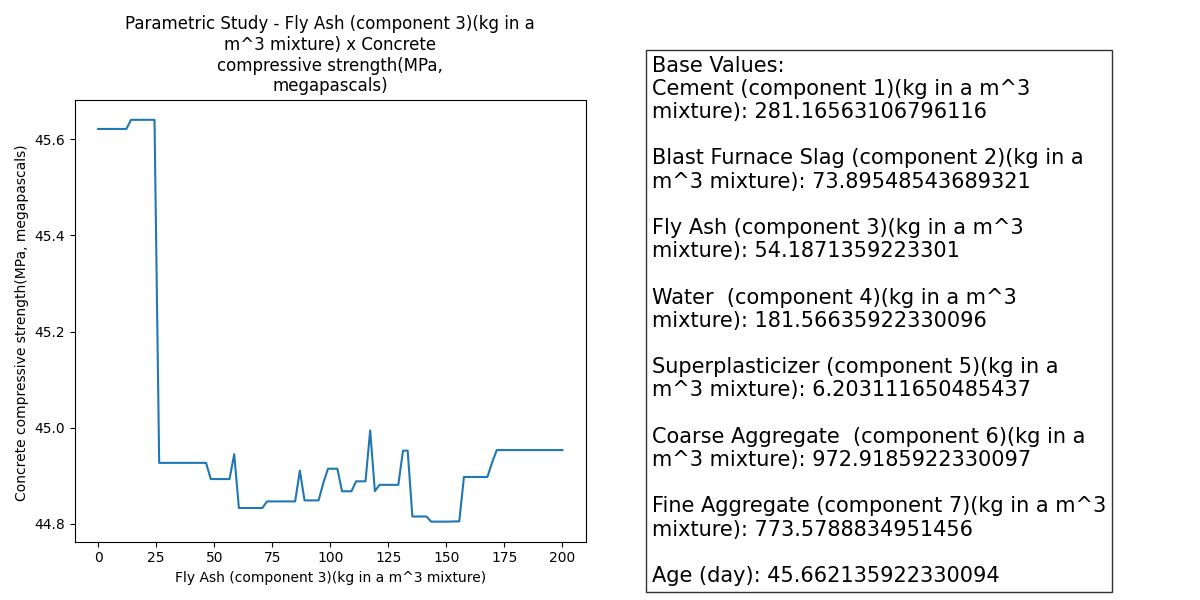 Parametric Study - Fly Ash (component 3)(kg in a
m^3 mixture) x Concrete
compressive strength(MPa,
megapascals)
Concrete compressive strength(MPa, megapascals)
45.6
45.4
45.2
45.0
44.8
0 25 50 75 100 125 150 175 200
Fly Ash (component 3)(kg in a m^3 mixture)
Base Values:
Cement (component 1)(kg in a m^3
mixture): 281.16563106796116
Blast Furnace Slag (component 2)(kg in a
m^3 mixture): 73.89548543689321
Fly Ash (component 3)(kg in a m^3
mixture): 54.1871359223301
Water  (component 4)(kg in a m^3
mixture): 181.56635922330096
Superplasticizer (component 5)(kg in a
m^3 mixture): 6.203111650485437
Coarse Aggregate  (component 6)(kg in a
m^3 mixture): 972.9185922330097
Fine Aggregate (component 7)(kg in a m^3
mixture): 773.5788834951456
Age (day): 45.662135922330094